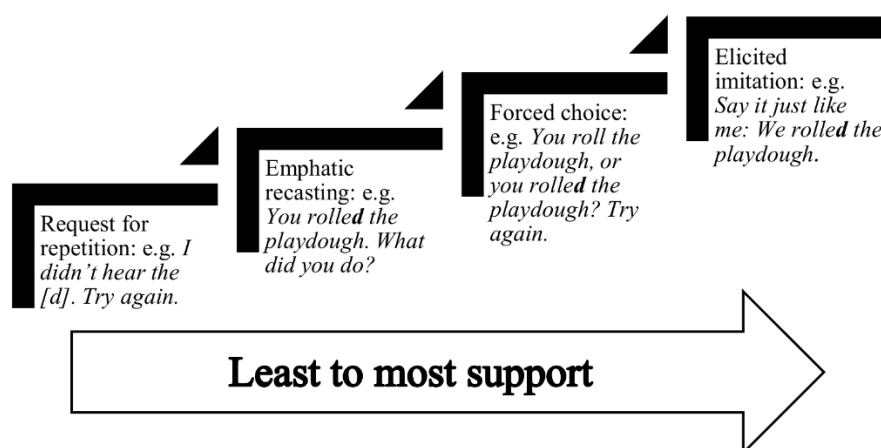 Request for
repetition: e.g. I
didn’t hear the
[d]. Try again.
Emphatic
recasting: e.g.
You rolled the
playdough. What
did you do?
Forced choice:
e.g. You roll the
playdough, or
you rolled the
playdough? Try
again.
Elicited
imitation: e.g.
Say it just like
me: We rolled the
playdough.
Least to most support